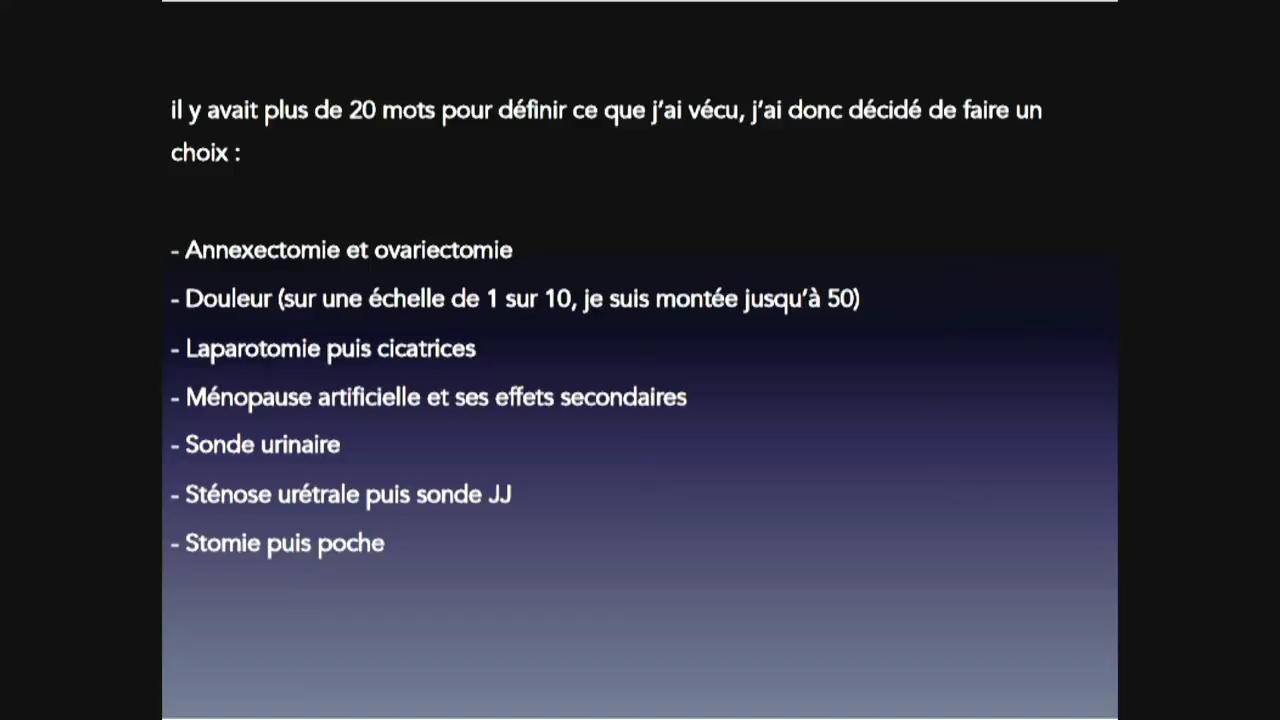 il y avait plus de 20 mots pour définir ce que j’ai vécu, j’ai donc décidé de faire un
choix :
- Annexectomie et ovariectomie
- Douleur (sur une échelle de 1 sur 10, je suis montée jusqu’à 50)
- Laparotomie puis cicatrices
- Ménopause artificielle et ses effets secondaires
- Sonde urinaire
- Sténose urétrale puis sonde JJ
- Stomie puis poche